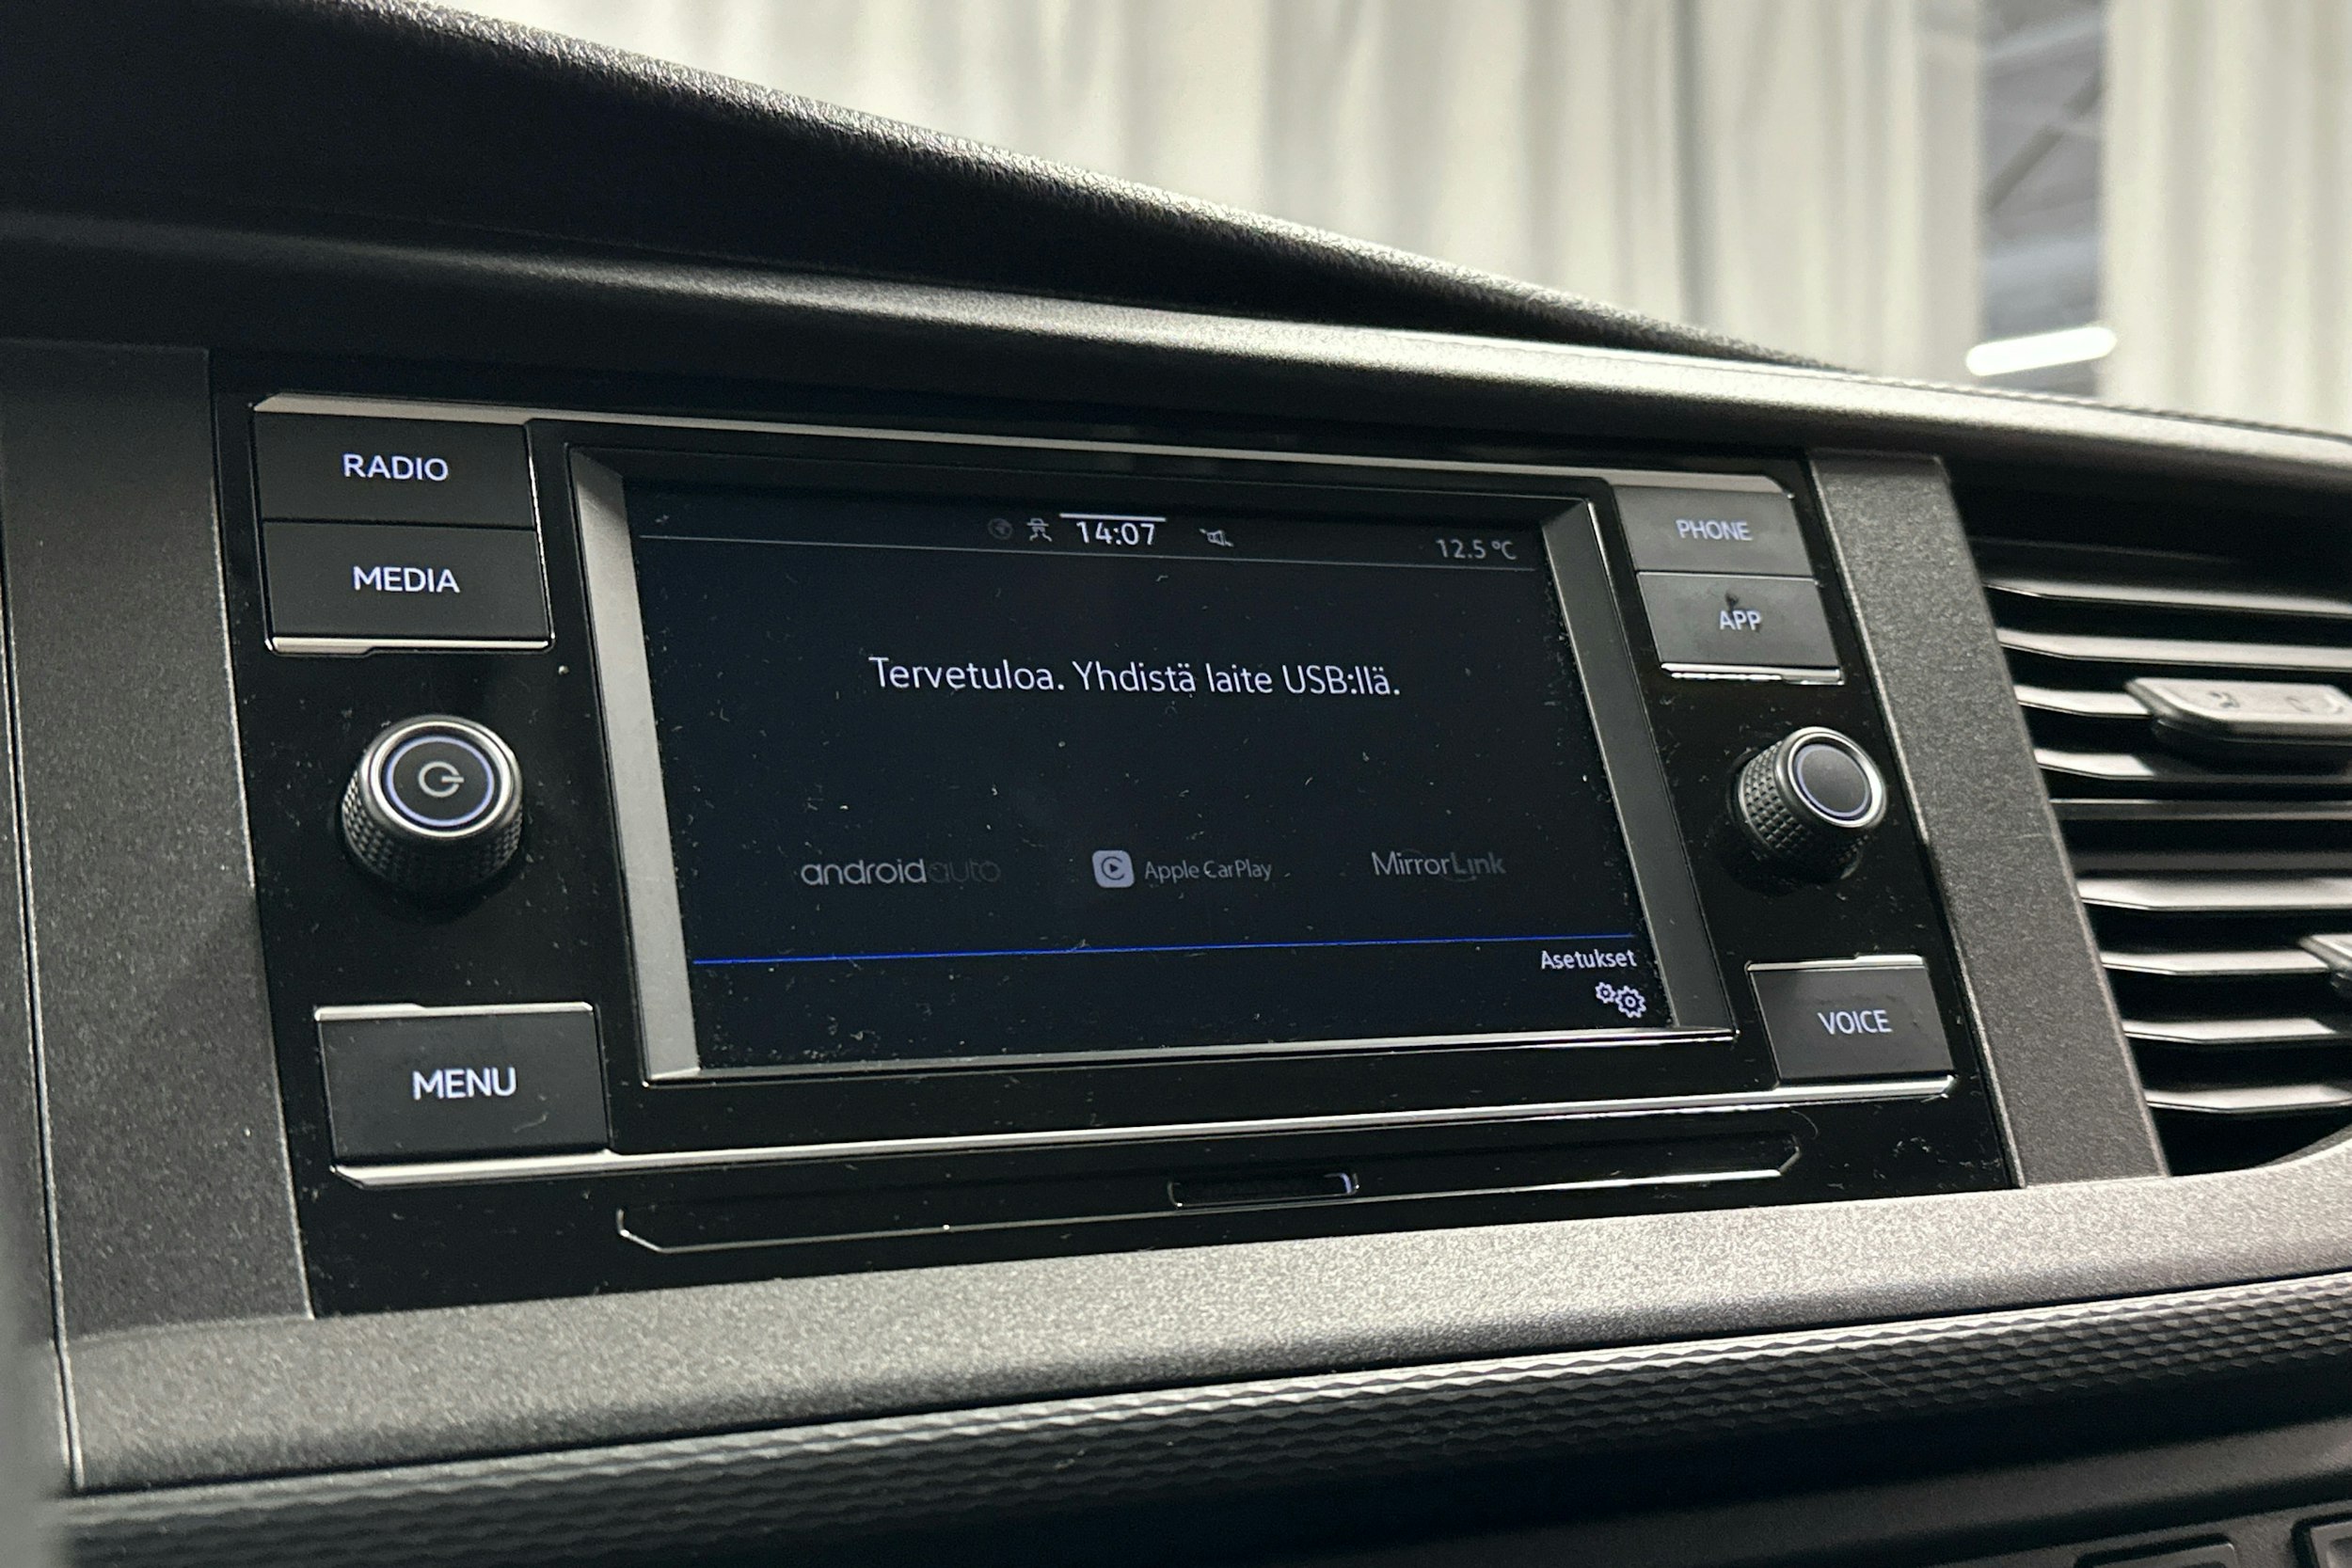 RADIO
MEDIA
14:07
12.5 °C
Tervetuloa. Yhdistä laite USB:llä.
androidauto
Apple CarPlay
MirrorLink
Asetukset
PHONE
APP
MENU
VOICE